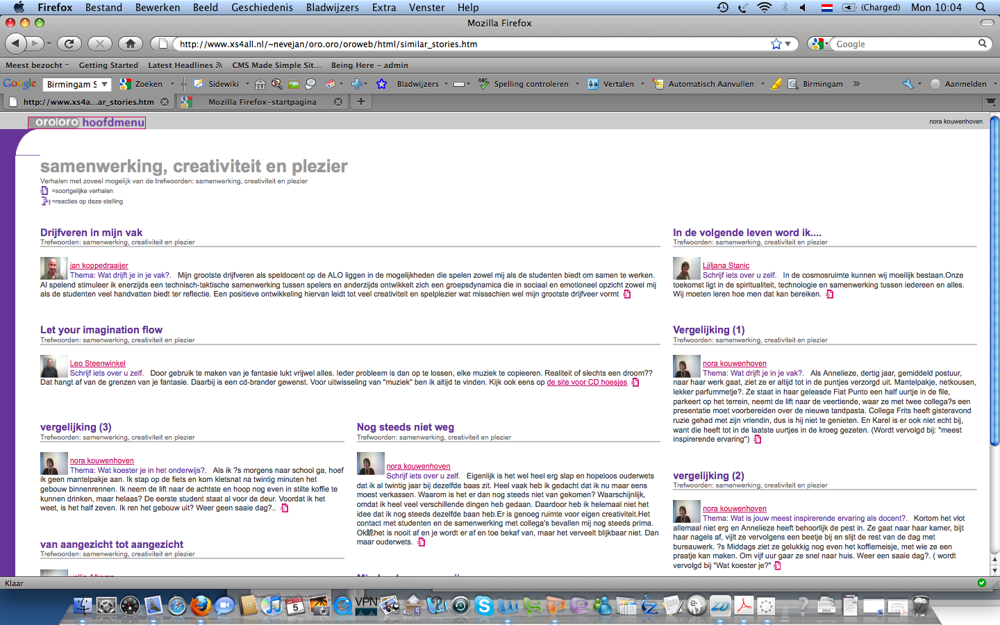 Firefox Bestand Bewerken Beeld Geschiedenis Bladwijzers Extra Venster Help (Charged) Mon 10:04
Mozilla Firefox
http://www.xs4all.nl/~nevejan/oro.oro/oroweb/html/similar_stories.htm Google
Meest bezocht Getting Started Latest Headlines CMS Made Simple Sit... Being Here - admin
Google Birmingam S Zoeken Sidewiki Bladwijzers ABC Spelling controleren âa Vertalen Automatisch Aanvullen Birmingam » Aanmelden
http://www.xs4a...ar_stories.htm Mozilla Firefox-startpagina
oro|oro hoofdmenu nora kouwenhoven
samenwerking, creativiteit en plezier
Verhalen met zoveel mogelijk van de trefwoorden: samenwerking, creativiteit en plezier
=soortgelijke verhalen
=reacties op deze stelling
Drijfveren in mijn vak
Trefwoorden: samenwerking, creativiteit en plezier
jan koppedraaijer
Thema: Wat drijft je in je vak?. Mijn grootste drijfveren als speldocent op de ALO liggen in de mogelijkheden die spelen zowel mij als de studenten biedt om samen te werken.
Al spelend stimuleer ik enerzijds een technisch-taktische samenwerking tussen spelers en anderzijds ontwikkelt zich een groepsdynamica die in sociaal en emotioneel opzicht zowel mij
als de studenten veel handvatten biedt ter reflectie. Een positieve ontwikkeling hiervan leidt tot veel creativiteit en spelplezier wat missschien wel mijn grootste drijfveer vormt
In de volgende leven word ik....
Trefwoorden: samenwerking, creativiteit en plezier
Ljiljana Stanic
Schrijf iets over u zelf. In de cosmosruimte kunnen wij moeilijk bestaan.Onze
toekomst ligt in de spiritualiteit, technologie en samenwerking tussen iedereen en alles.
Wij moeten leren hoe men dat kan bereiken.
Let your imagination flow
Trefwoorden: samenwerking, creativiteit en plezier
Leo Steenwinkel
Schrijf iets over u zelf. Door gebruik te maken van je fantasie lukt vrijwel alles. Ieder probleem is dan op te lossen, elke muziek te copieeren. Realiteit of slechts een droom??
Dat hangt af van de grenzen van je fantasie. Daarbij is een cd-brander gewenst. Voor uitwisseling van "muziek" ben ik altijd te vinden. Kijk ook eens op de site voor CD hoesjes
Vergelijking (1)
Trefwoorden: samenwerking, creativiteit en plezier
nora kouwenhoven
Thema: Wat drijft je in je vak?. Als Annelieze, dertig jaar, gemiddeld postuur,
naar haar werk gaat, ziet ze er altijd tot in de puntjes verzorgd uit. Mantelpakje, netkousen,
lekker parfummetje?. Ze staat in haar geleasde Fiat Punto een half uurtje in de file,
parkeert op het terrein, neemt de lift naar de veertiende, waar ze met twee collega?s een
presentatie moet voorbereiden over de nieuwe tandpasta. Collega Frits heeft gisteravond
ruzie gehad met zijn vriendin, dus is hij niet te genieten. En Karel is er ook niet echt bij,
want die heeft tot in de laatste uurtjes in de kroeg gezeten. (Wordt vervolgd bij: "meest
inspirerende ervaring")
vergelijking (3)
Trefwoorden: samenwerking, creativiteit en plezier
nora kouwenhoven
Thema: Wat koester je in het onderwijs?. Als ik ?s morgens naar school ga, hoef
ik geen mantelpakje aan. Ik stap op de fiets en kom kletsnat na twintig minuten het
gebouw binnenrennen. Ik neem de lift naar de achtste en hoop nog even in stilte koffie te
kunnen drinken, maar helaas? De eerste student staat al voor de deur. Voordat ik het
weet, is het half zeven. Ik ren het gebouw uit? Weer geen saaie dag?..
Nog steeds niet weg
Trefwoorden: samenwerking, creativiteit en plezier
nora kouwenhoven
Schrijf iets over u zelf. Eigenlijk is het wel heel erg slap en hopeloos ouderwets
dat ik al twintig jaar bij dezelfde baas zit. Heel vaak heb ik gedacht dat ik nu maar eens
moest verkassen. Waarom is het er dan nog steeds niet van gekomen? Waarschijnlijk,
omdat ik heel veel verschillende dingen heb gedaan. Daardoor heb ik helemaal niet het
idee dat ik nog steeds dezelfde baan heb.Er is genoeg ruimte voor eigen creativiteit.Het
contact met studenten en de samenwerking met collega's bevallen mij nog steeds prima.
het is nooit af en je wordt er af en toe bekaf van, maar het verveelt blijkbaar niet. Dan
maar ouderwets.
vergelijking (2)
Trefwoorden: samenwerking, creativiteit en plezier
nora kouwenhoven
Thema: Wat is jouw meest inspirerende ervaring als docent?. Kortom het vlot
allemaal niet erg en Annelieze heeft behoorlijk de pest in. Ze gaat naar haar kamer, bijt
haar nagels af, vijlt ze vervolgens een beetje bij en slijt de rest van de dag met
bureauwerk. ?s Middags ziet ze gelukkig nog even het koffiemeisje, met wie ze een
praatje kan maken. Om vijf uur gaar ze snel naar huis. Weer een saaie dag?. ( wordt
vervolgd bij "Wat koester je?"
van aangezicht tot aangezicht
Trefwoorden: samenwerking, creativiteit en plezier
Klaar
VPN
5